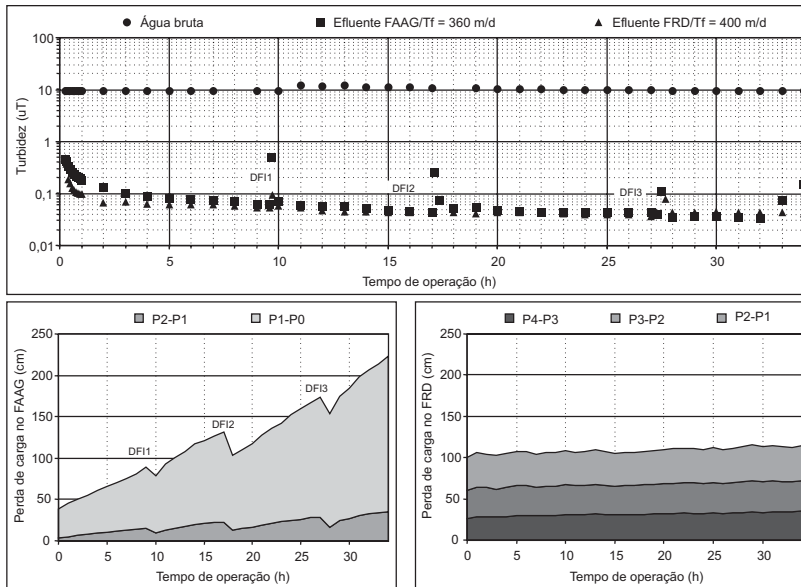 Água bruta
Efluente FAAG/Tf = 360 m/d
Efluente FRD/Tf = 400 m/d
Turbidez (uT)
100
10
1
0,1
0,01
DFI1
DFI2
DFI3
0
5
10
15
20
25
30
Tempo de operação (h)
P2-P1
P1-P0
Perda de carga no FAAG (cm)
250
200
150
100
50
0
DFI1
DFI2
DFI3
0
5
10
15
20
25
30
Tempo de operação (h)
P4-P3
P3-P2
P2-P1
Perda de carga no FRD (cm)
250
200
150
100
50
0
0
5
10
15
20
25
30
Tempo de operação (h)